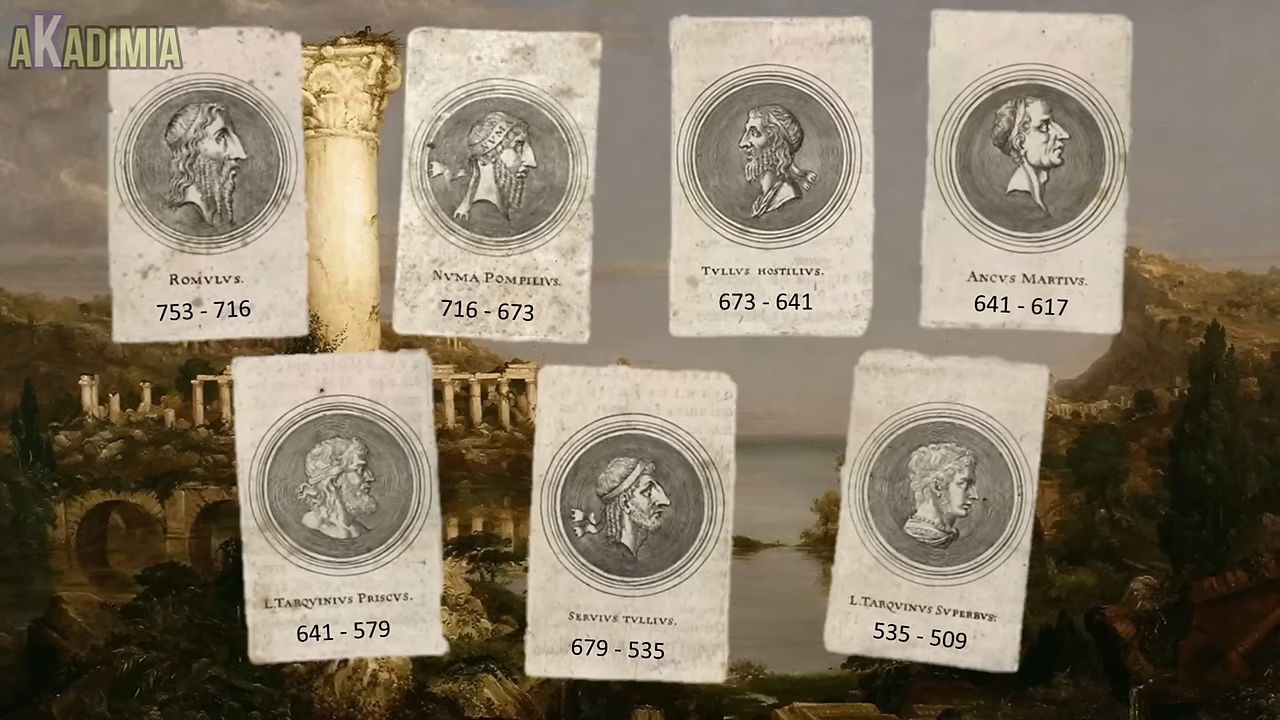 AKADIMIA
ROMVLVS.
753 - 716
NVMA POMPILIVS.
716 - 673
TVLLVS HOSTILIVS.
673 - 641
ANCVS MARTIVS.
641 - 617
L.TARQVINIVS PRISCVS.
641 - 579
SERVIVS TVLLIVS.
679 - 535
L.TARQVINVS SVPERBVS.
535 - 509